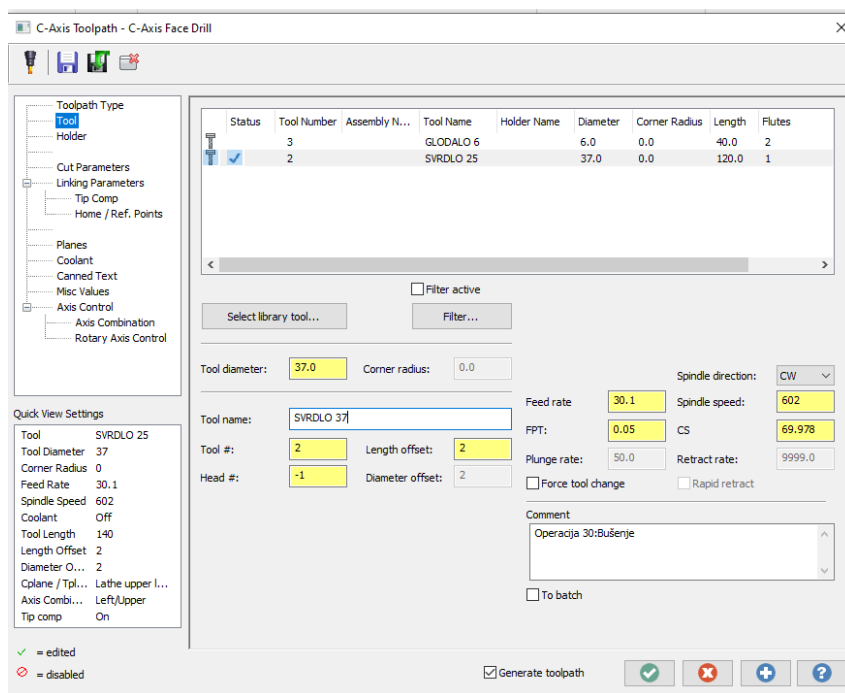 C-Axis Toolpath - C-Axis Face Drill
Toolpath Type
Tool
Holder
Cut Parameters
Linking Parameters
Tip Comp
Home / Ref. Points
Planes
Coolant
Canned Text
Misc Values
Axis Control
Axis Combination
Rotary Axis Control
Quick View Settings
Tool SVRDLO 25
Tool Diameter 37
Corner Radius 0
Feed Rate 30.1
Spindle Speed 602
Coolant Off
Tool Length 140
Length Offset 2
Diameter O... 2
Cplane / Tpl... Lathe upper l...
Axis Combi... Left/Upper
Tip comp On
= edited
= disabled
Status Tool Number Assembly N... Tool Name Holder Name Diameter Corner Radius Length Flutes
3 GLODALO 6 6.0 0.0 40.0 2
2 SVRDLO 25 37.0 0.0 120.0 1
Filter active
Select library tool... Filter...
Tool diameter: 37.0 Corner radius: 0.0
Tool name: SVRDLO 37
Tool #: 2 Length offset: 2
Head #: -1 Diameter offset: 2
Spindle direction: CW
Feed rate 30.1 Spindle speed: 602
FPT: 0.05 CS 69.978
Plunge rate: 50.0 Retract rate: 9999.0
Force tool change Rapid retract
Comment
Operacija 30:Bušenje
To batch
Generate toolpath